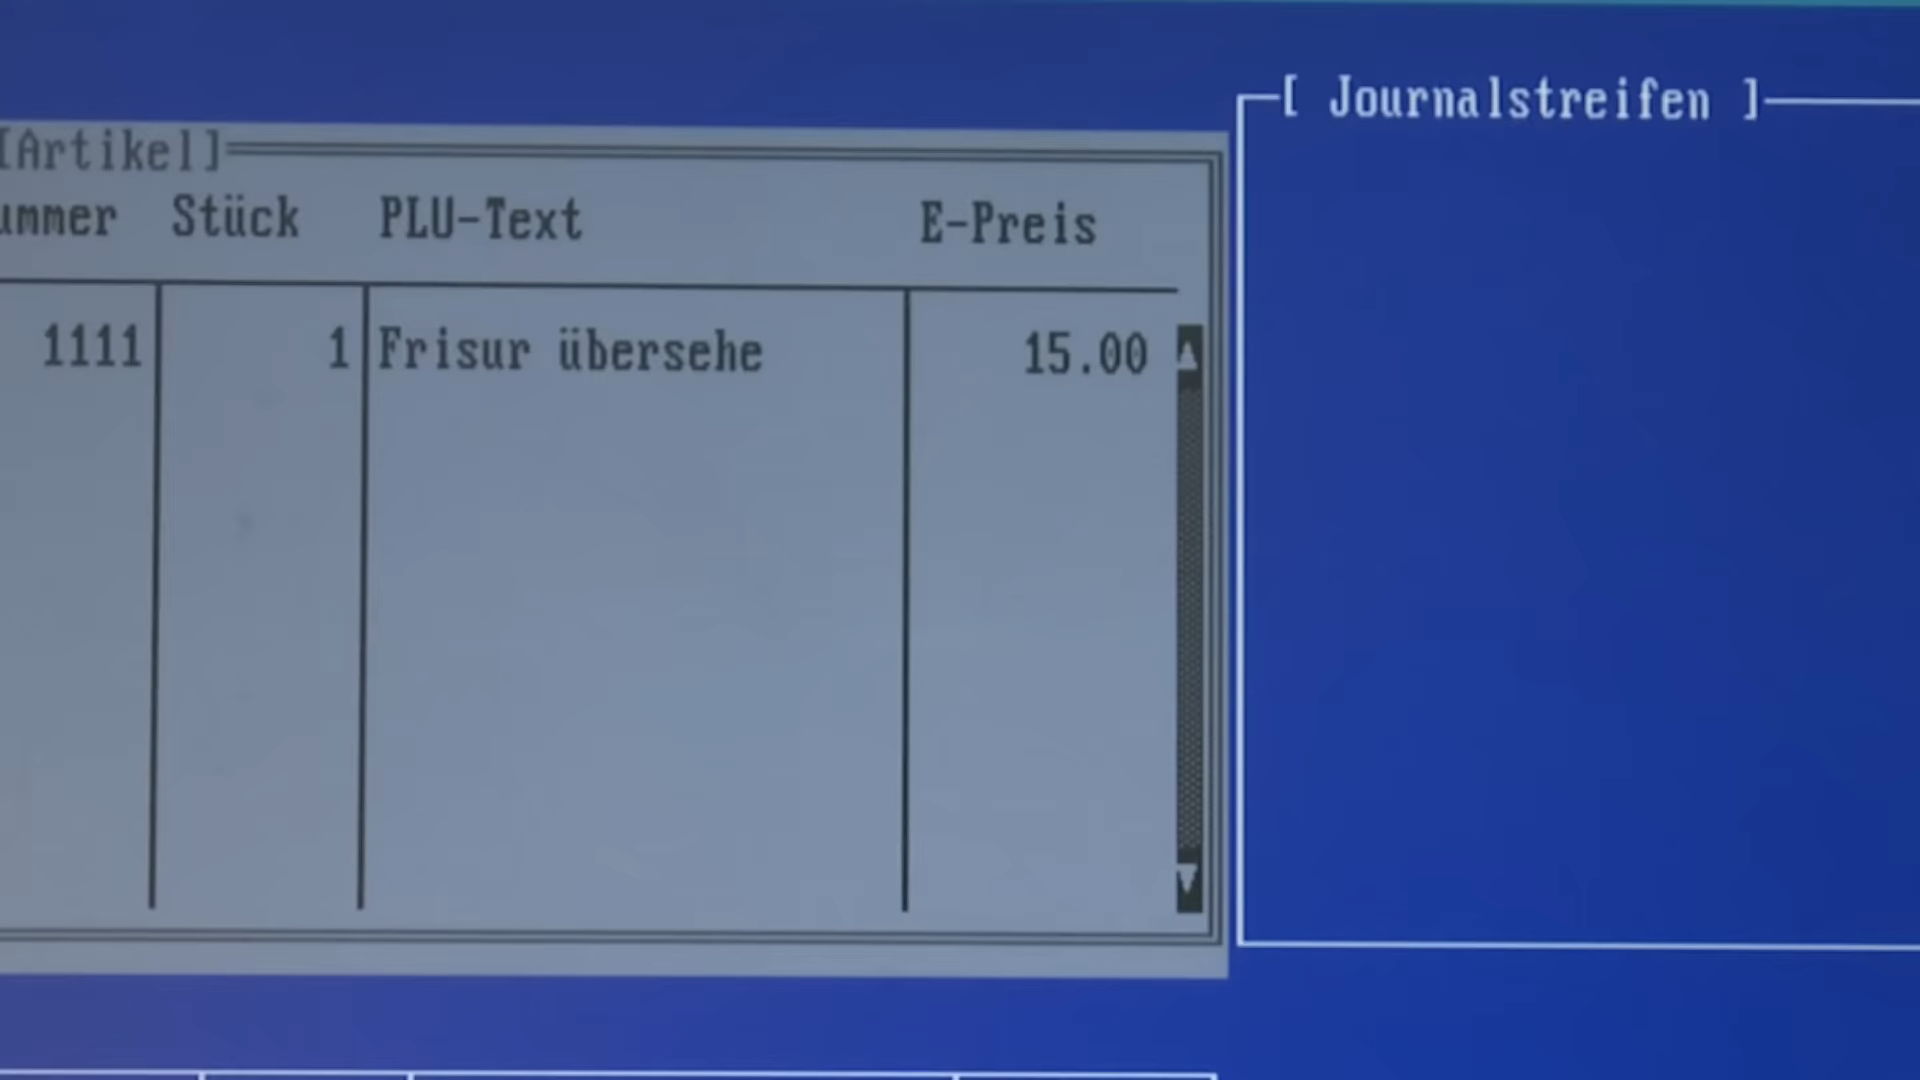 [Artikel]
ummer Stück PLU-Text E-Preis
1111 1 Frisur übersehe 15.00
[ Journalstreifen ]